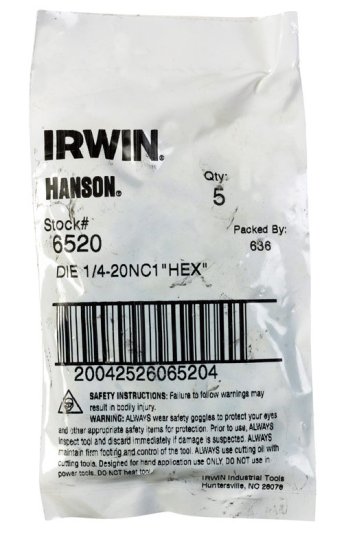 IRWIN®
HANSON®
Qty:
5
Stock#
6520
Packed By:
636
DIE 1/4-20NC1"HEX"
20042526065204
SAFETY INSTRUCTIONS: Failure to follow warnings may
result in bodily injury.
WARNING: ALWAYS wear safety goggles to protect your eyes
and other appropriate safety items for protection. Prior to use, ALWAYS
inspect tool and discard immediately if damage is suspected. ALWAYS
maintain firm footing and control of the tool. ALWAYS use cutting oil with
cutting tools. Designed for hand application use ONLY. DO NOT use in
power tools. DO NOT heat tool.
IRWIN Industrial Tools
Huntersville, NC 28078